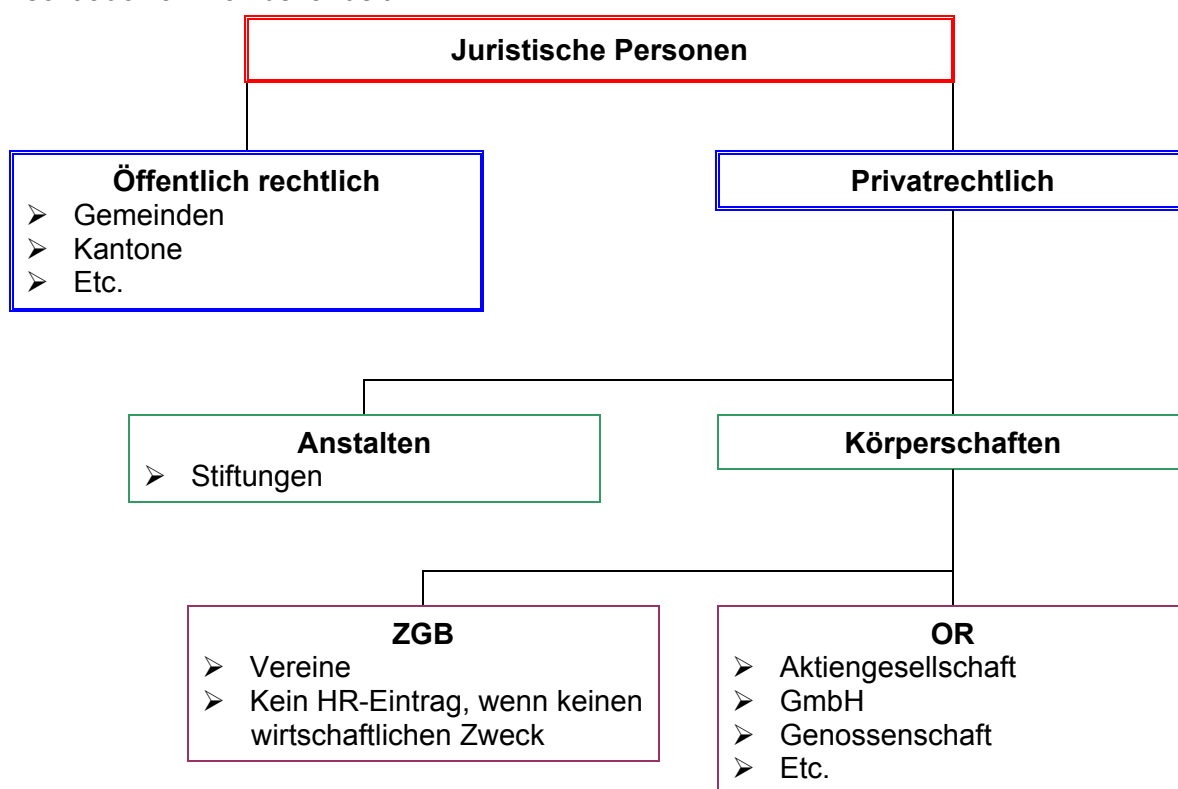 Juristische Personen
Öffentlich rechtlich
➢ Gemeinden
➢ Kantone
➢ Etc.
Privatrechtlich
Anstalten
➢ Stiftungen
Körperschaften
ZGB
➢ Vereine
➢ Kein HR-Eintrag, wenn keinen
wirtschaftlichen Zweck
OR
➢ Aktiengesellschaft
➢ GmbH
➢ Genossenschaft
➢ Etc.